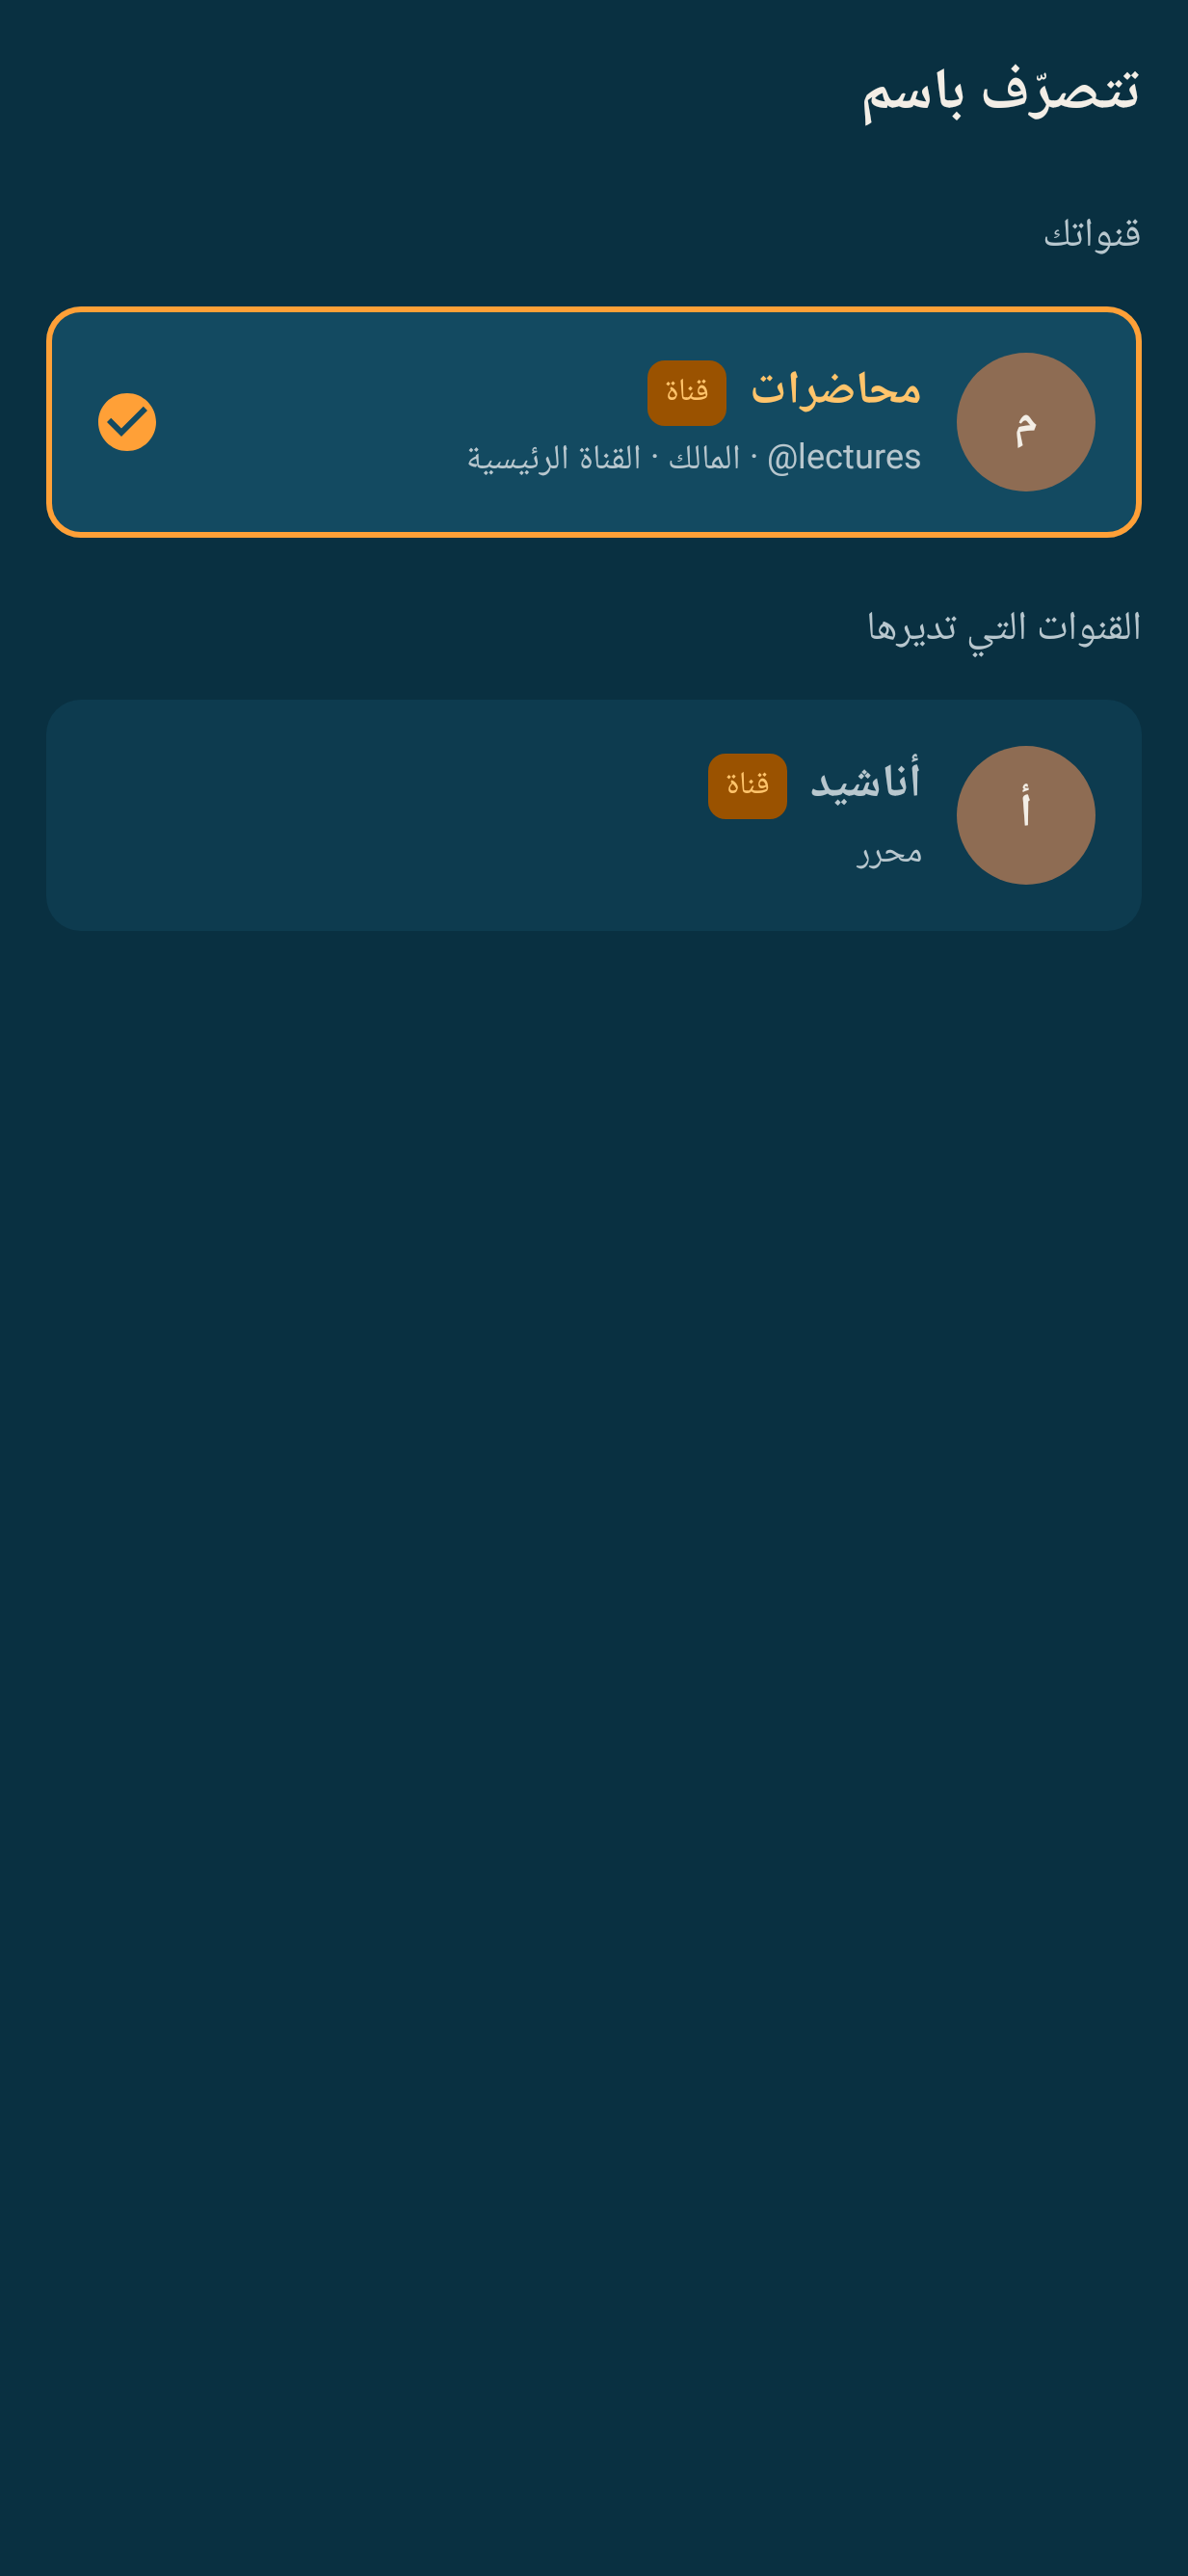 تتصرّف باسم
قنواتك
م
محاضرات قناة
@lectures · المالك · القناة الرئيسية
القنوات التي تديرها
أ
أناشيد قناة
محرر